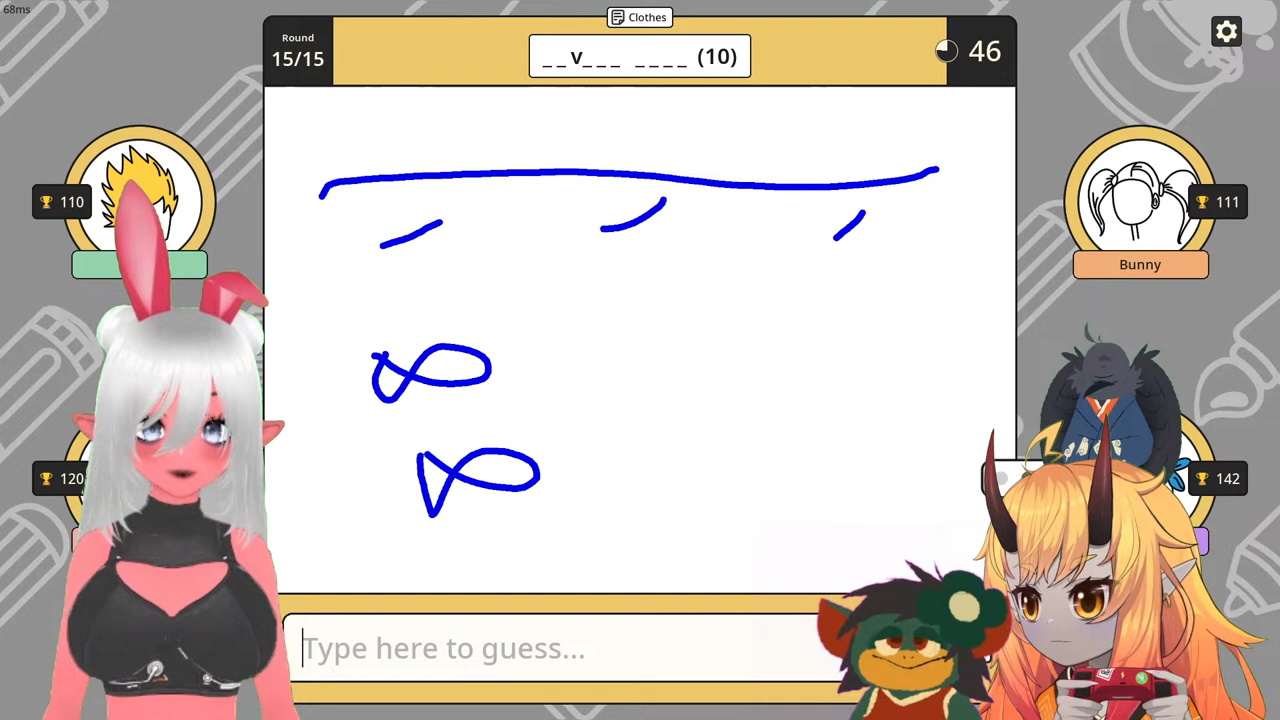 68ms
Clothes
Round
15/15
__v___ ____ (10)
46
110
111
Bunny
120
142
Type here to guess...